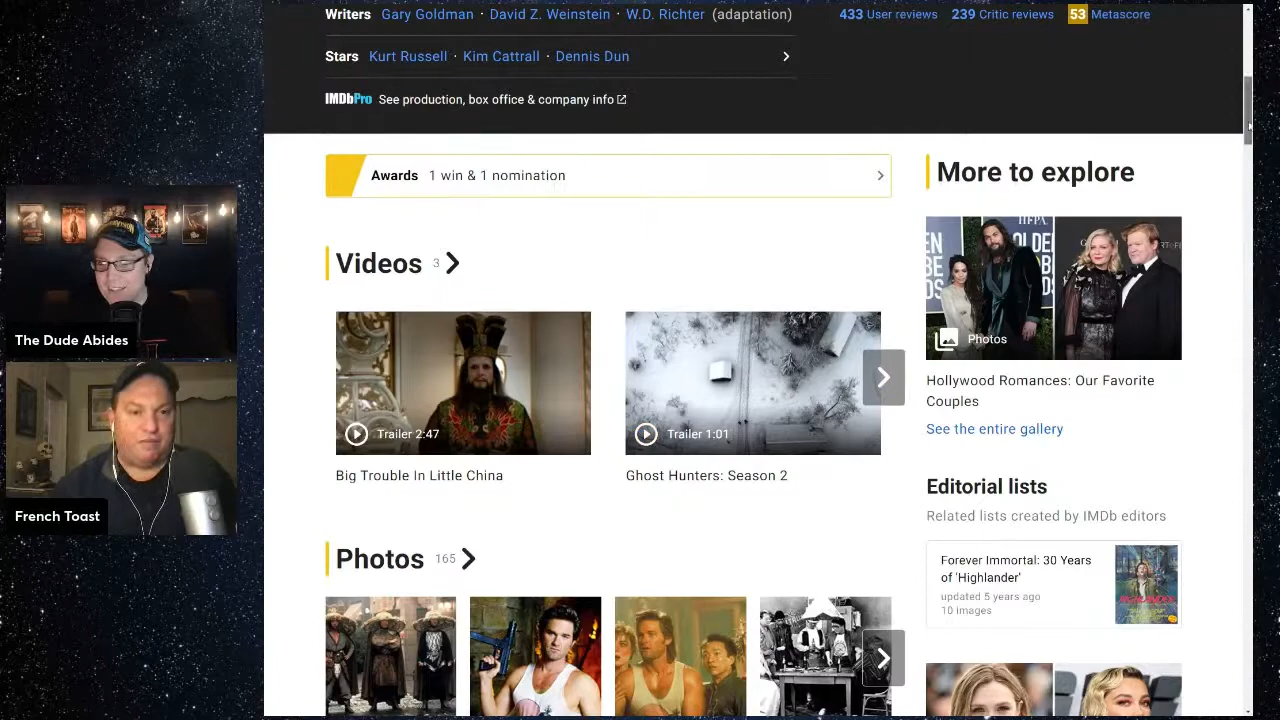 Writers Gary Goldman · David Z. Weinstein · W.D. Richter (adaptation)
433 User reviews 239 Critic reviews 53 Metascore
Stars Kurt Russell · Kim Cattrall · Dennis Dun
IMDbPro See production, box office & company info
Awards 1 win & 1 nomination
More to explore
Videos 3
Photos
Trailer 2:47
Trailer 1:01
Big Trouble In Little China
Ghost Hunters: Season 2
Hollywood Romances: Our Favorite
Couples
See the entire gallery
Editorial lists
Related lists created by IMDb editors
Photos 165
Forever Immortal: 30 Years
of 'Highlander'
updated 5 years ago
10 images
HIGHLANDER
The Dude Abides
French Toast